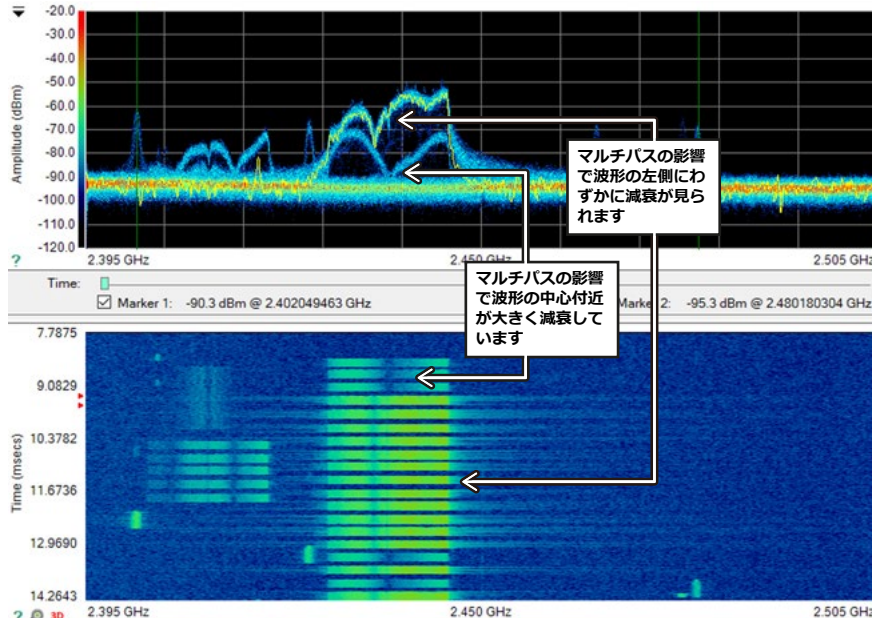 -20.0
-30.0
-40.0
-50.0
-60.0
-70.0
-80.0
-90.0
-100.0
-110.0
-120.0
Amplitude (dBm)
マルチパスの影響
で波形の左側にわ
ずかに減衰が見ら
れます
? 2.395 GHz 2.450 GHz 2.505 GHz
マルチパスの影響
で波形の中心付近
が大きく減衰して
います
Time:
Marker 1: -90.3 dBm @ 2.402049463 GHz
Marker 2: -95.3 dBm @ 2.480180304 GHz
7.7875
9.0829
10.3782
11.6736
12.9690
14.2643
Time (msecs)
? 3D 2.395 GHz 2.450 GHz 2.505 GHz